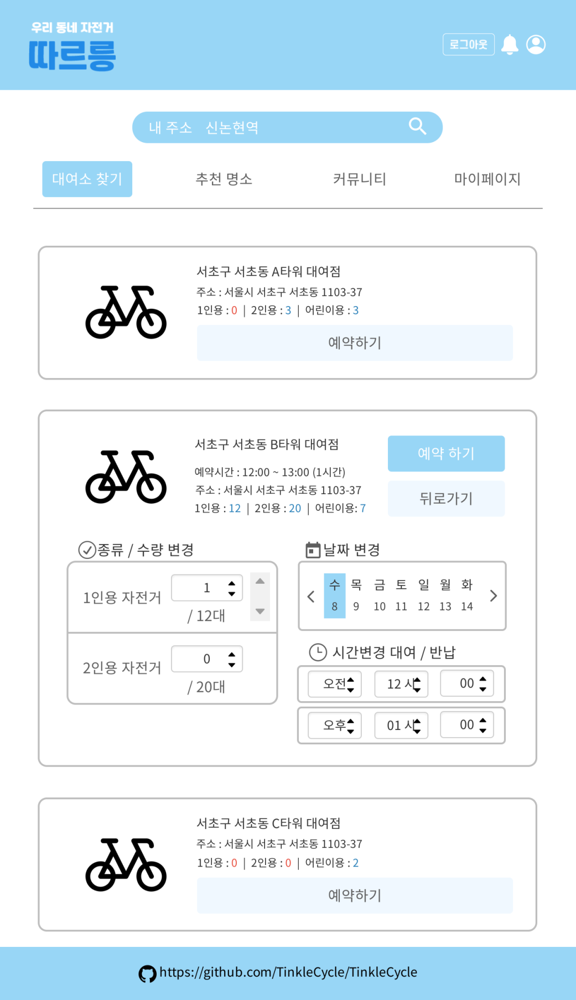 우리 동네 자전거
따르릉
로그아웃
내 주소 신논현역
대여소 찾기 추천 명소 커뮤니티 마이페이지
서초구 서초동 A타워 대여점
주소 : 서울시 서초구 서초동 1103-37
1인용 : 0 | 2인용 : 3 | 어린이용 : 3
예약하기
서초구 서초동 B타워 대여점
예약시간 : 12:00 ~ 13:00 (1시간)
주소 : 서울시 서초구 서초동 1103-37
1인용 : 12 | 2인용 : 20 | 어린이용: 7
예약 하기
뒤로가기
종류 / 수량 변경
1인용 자전거 1
/ 12대
2인용 자전거 0
/ 20대
날짜 변경
수 목 금 토 일 월 화
8 9 10 11 12 13 14
시간변경 대여 / 반납
오전 12 시 00
오후 01 시 00
서초구 서초동 C타워 대여점
주소 : 서울시 서초구 서초동 1103-37
1인용 : 0 | 2인용 : 0 | 어린이용 : 2
예약하기
https://github.com/TinkleCycle/TinkleCycle